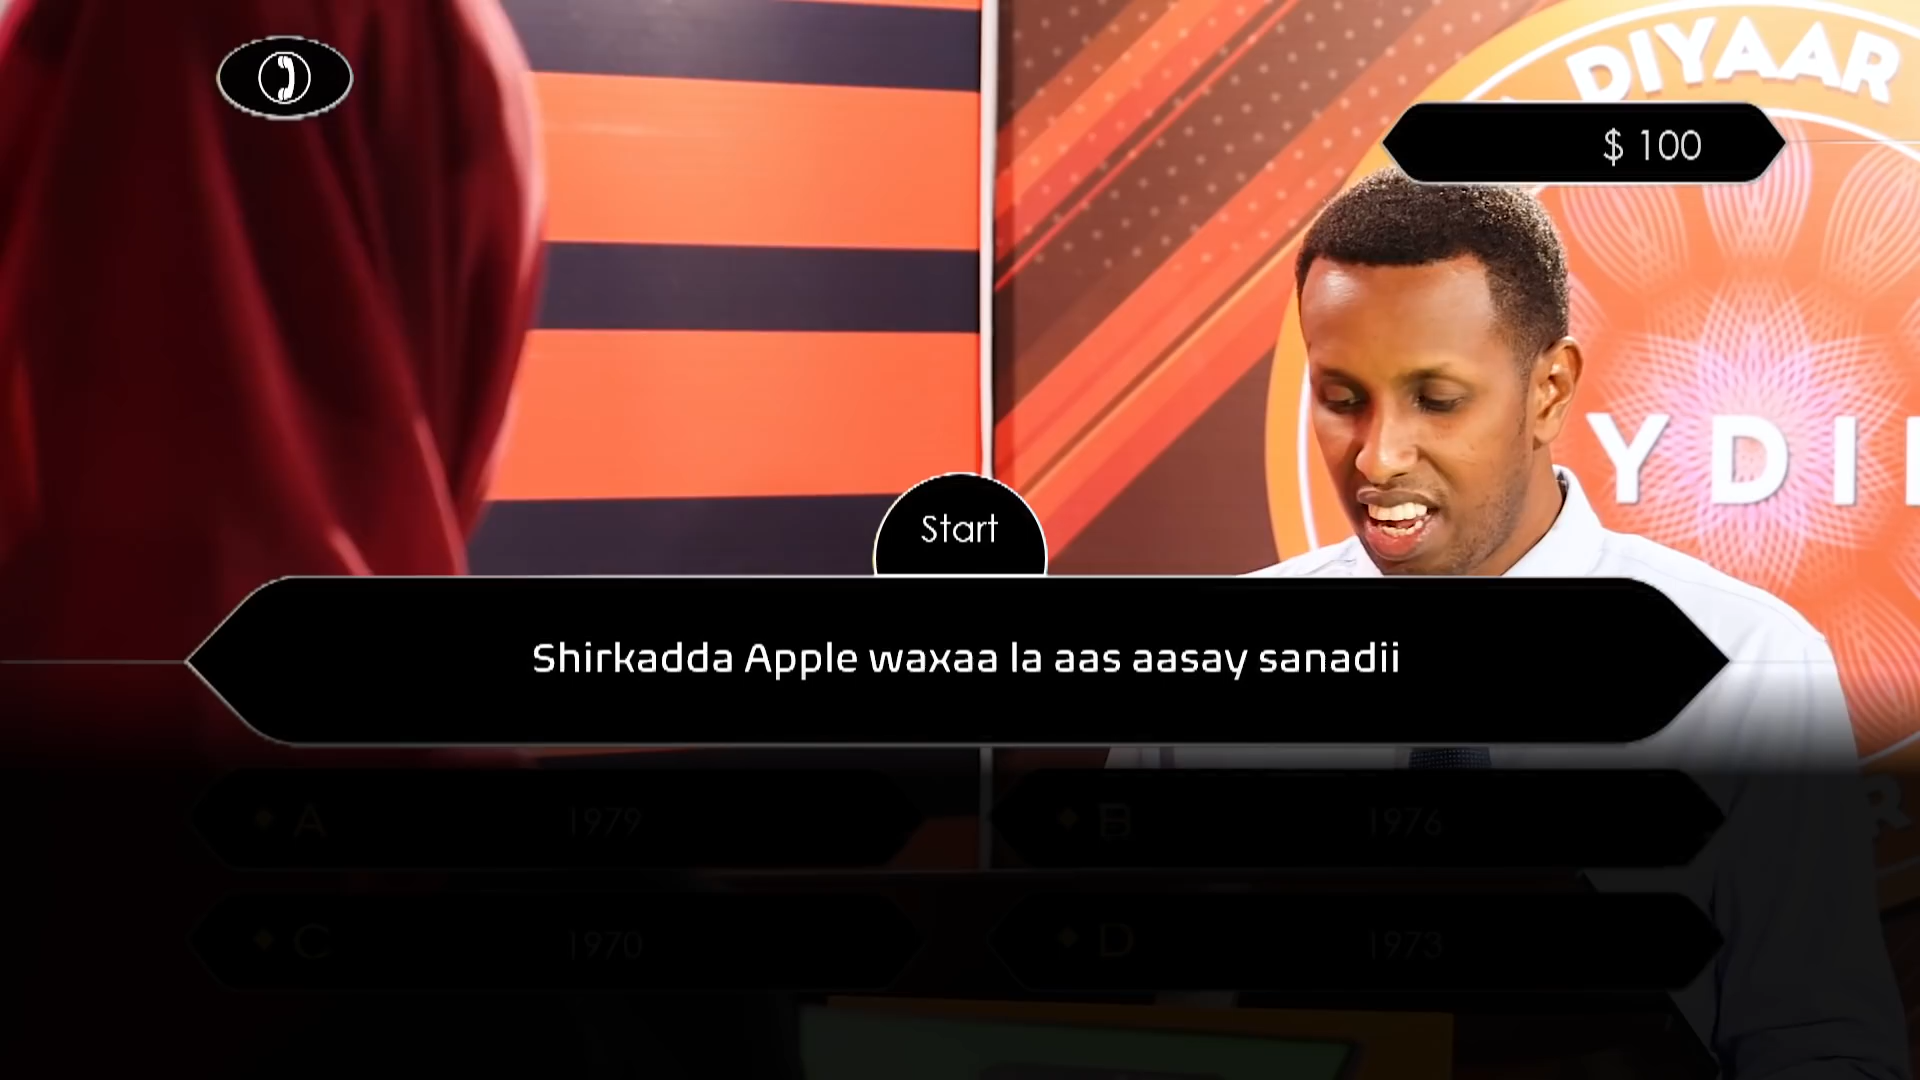 DIYAAR
$ 100
YDI
Start
Shirkadda Apple waxaa la aas aasay sanadii
A 1979
B 1976
C 1970
D 1973
R